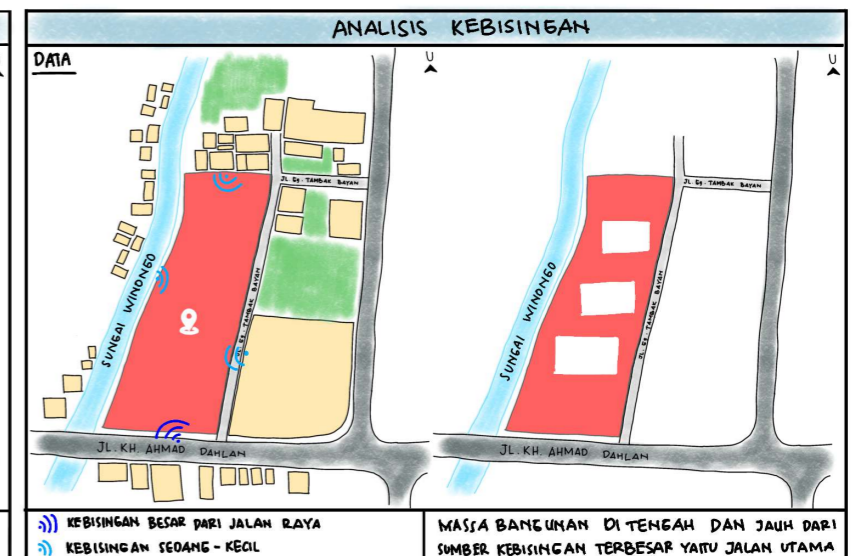 ANALISIS KEBISINGAN
DATA
U
U
JL. Gg. TAMBAK BAYAN
JL. Gg. TAMBAK BAYAN
SUNGAI WINONGO
JL. Gg. TAMBAK BAYAN
SUNGAI WINONGO
JL. Gg. TAMBAK BAYAN
JL. KH. AHMAD DAHLAN
JL. KH. AHMAD DAHLAN
KEBISINGAN BESAR DARI JALAN RAYA
KEBISINGAN SEDANG - KECIL
MASSA BANGUNAN DI TENGAH DAN JAUH DARI
SUMBER KEBISINGAN TERBESAR YAITU JALAN UTAMA